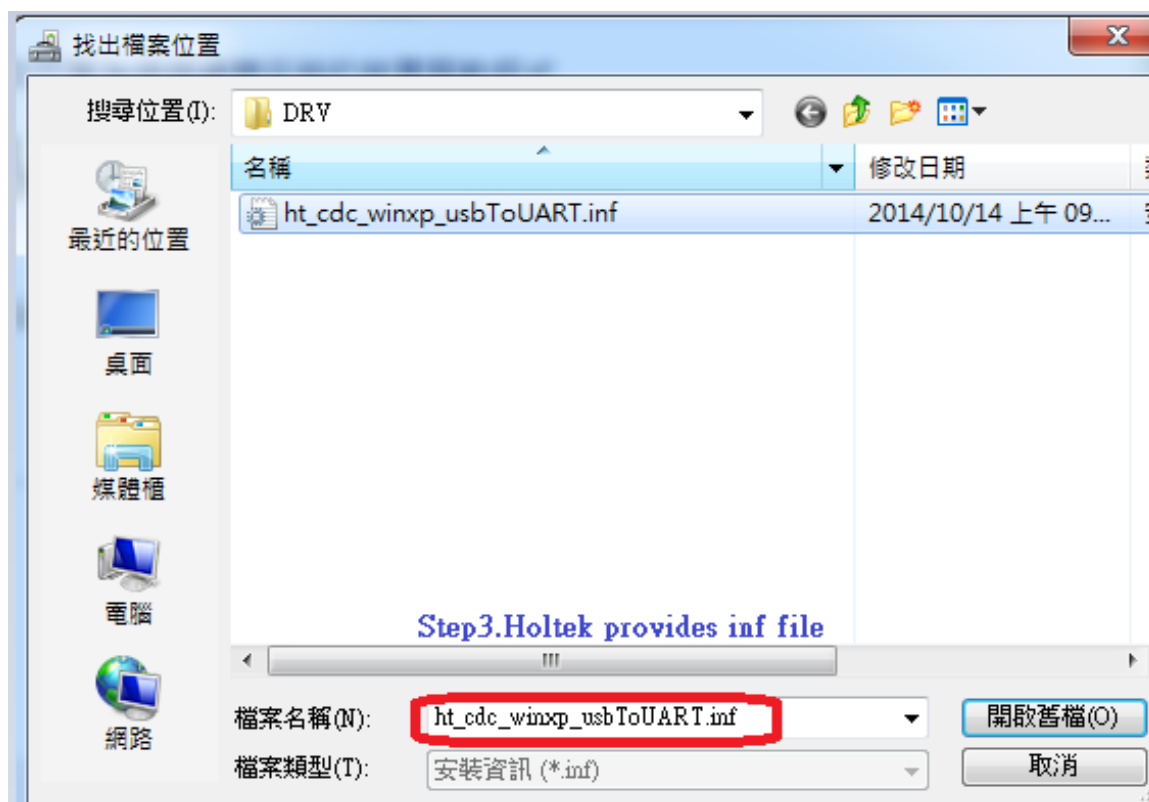 找出檔案位置
搜尋位置(I): DRV
名稱 修改日期
ht_cdc_winxp_usbToUART.inf 2014/10/14 上午 09...
最近的位置
桌面
媒體櫃
電腦
網路
Step3.Holtek provides inf file
檔案名稱(N): ht_cdc_winxp_usbToUART.inf 開啟舊檔(O)
檔案類型(T): 安裝資訊 (*.inf) 取消